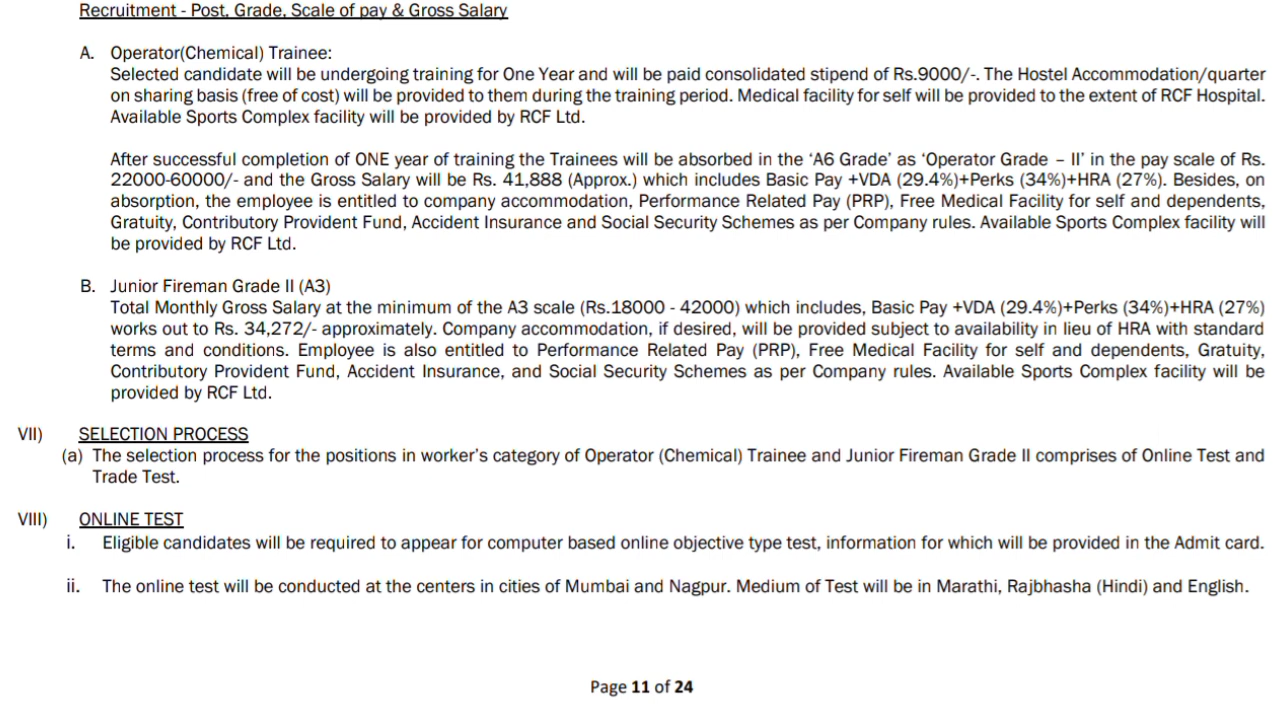 Recruitment - Post, Grade, Scale of pay & Gross Salary
A. Operator(Chemical) Trainee:
Selected candidate will be undergoing training for One Year and will be paid consolidated stipend of Rs.9000/-. The Hostel Accommodation/quarter
on sharing basis (free of cost) will be provided to them during the training period. Medical facility for self will be provided to the extent of RCF Hospital.
Available Sports Complex facility will be provided by RCF Ltd.
After successful completion of ONE year of training the Trainees will be absorbed in the ‘A6 Grade’ as ‘Operator Grade – II’ in the pay scale of Rs.
22000-60000/- and the Gross Salary will be Rs. 41,888 (Approx.) which includes Basic Pay +VDA (29.4%)+Perks (34%)+HRA (27%). Besides, on
absorption, the employee is entitled to company accommodation, Performance Related Pay (PRP), Free Medical Facility for self and dependents,
Gratuity, Contributory Provident Fund, Accident Insurance and Social Security Schemes as per Company rules. Available Sports Complex facility will
be provided by RCF Ltd.
B. Junior Fireman Grade II (A3)
Total Monthly Gross Salary at the minimum of the A3 scale (Rs.18000 - 42000) which includes, Basic Pay +VDA (29.4%)+Perks (34%)+HRA (27%)
works out to Rs. 34,272/- approximately. Company accommodation, if desired, will be provided subject to availability in lieu of HRA with standard
terms and conditions. Employee is also entitled to Performance Related Pay (PRP), Free Medical Facility for self and dependents, Gratuity,
Contributory Provident Fund, Accident Insurance, and Social Security Schemes as per Company rules. Available Sports Complex facility will be
provided by RCF Ltd.
VII) SELECTION PROCESS
(a) The selection process for the positions in worker’s category of Operator (Chemical) Trainee and Junior Fireman Grade II comprises of Online Test and
Trade Test.
VIII) ONLINE TEST
i. Eligible candidates will be required to appear for computer based online objective type test, information for which will be provided in the Admit card.
ii. The online test will be conducted at the centers in cities of Mumbai and Nagpur. Medium of Test will be in Marathi, Rajbhasha (Hindi) and English.
Page 11 of 24